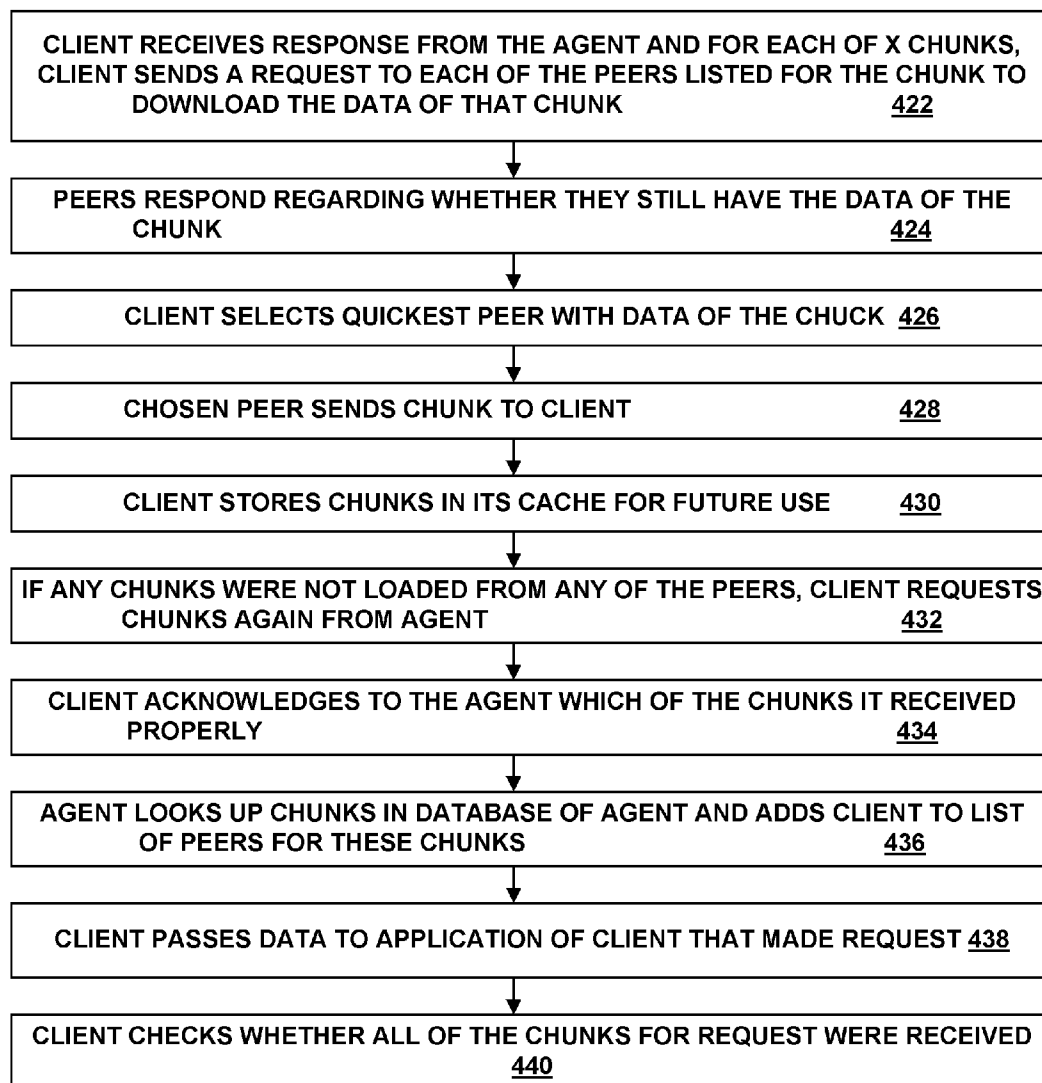 CLIENT RECEIVES RESPONSE FROM THE AGENT AND FOR EACH OF X CHUNKS,
CLIENT SENDS A REQUEST TO EACH OF THE PEERS LISTED FOR THE CHUNK TO
DOWNLOAD THE DATA OF THAT CHUNK 422
PEERS RESPOND REGARDING WHETHER THEY STILL HAVE THE DATA OF THE
CHUNK 424
CLIENT SELECTS QUICKEST PEER WITH DATA OF THE CHUCK 426
CHOSEN PEER SENDS CHUNK TO CLIENT 428
CLIENT STORES CHUNKS IN ITS CACHE FOR FUTURE USE 430
IF ANY CHUNKS WERE NOT LOADED FROM ANY OF THE PEERS, CLIENT REQUESTS
CHUNKS AGAIN FROM AGENT 432
CLIENT ACKNOWLEDGES TO THE AGENT WHICH OF THE CHUNKS IT RECEIVED
PROPERLY 434
AGENT LOOKS UP CHUNKS IN DATABASE OF AGENT AND ADDS CLIENT TO LIST
OF PEERS FOR THESE CHUNKS 436
CLIENT PASSES DATA TO APPLICATION OF CLIENT THAT MADE REQUEST 438
CLIENT CHECKS WHETHER ALL OF THE CHUNKS FOR REQUEST WERE RECEIVED
440